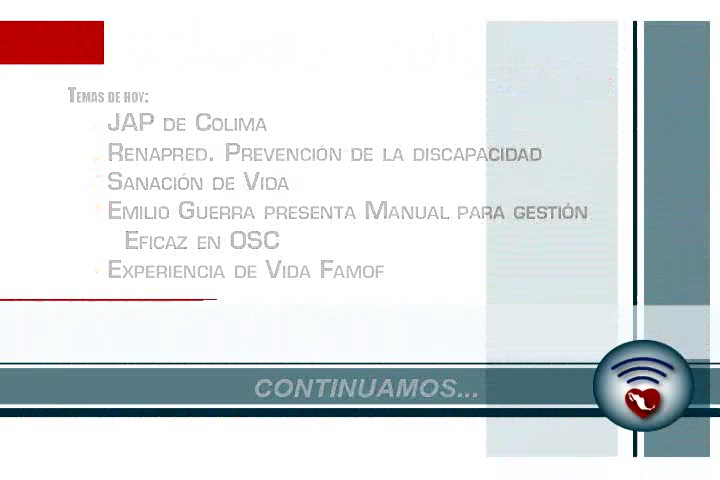 TEMAS DE HOY:
JAP DE COLIMA
RENAPRED. PREVENCIÓN DE LA DISCAPACIDAD
SANACIÓN DE VIDA
EMILIO GUERRA PRESENTA MANUAL PARA GESTIÓN
EFICAZ EN OSC
EXPERIENCIA DE VIDA FAMOF
CONTINUAMOS...